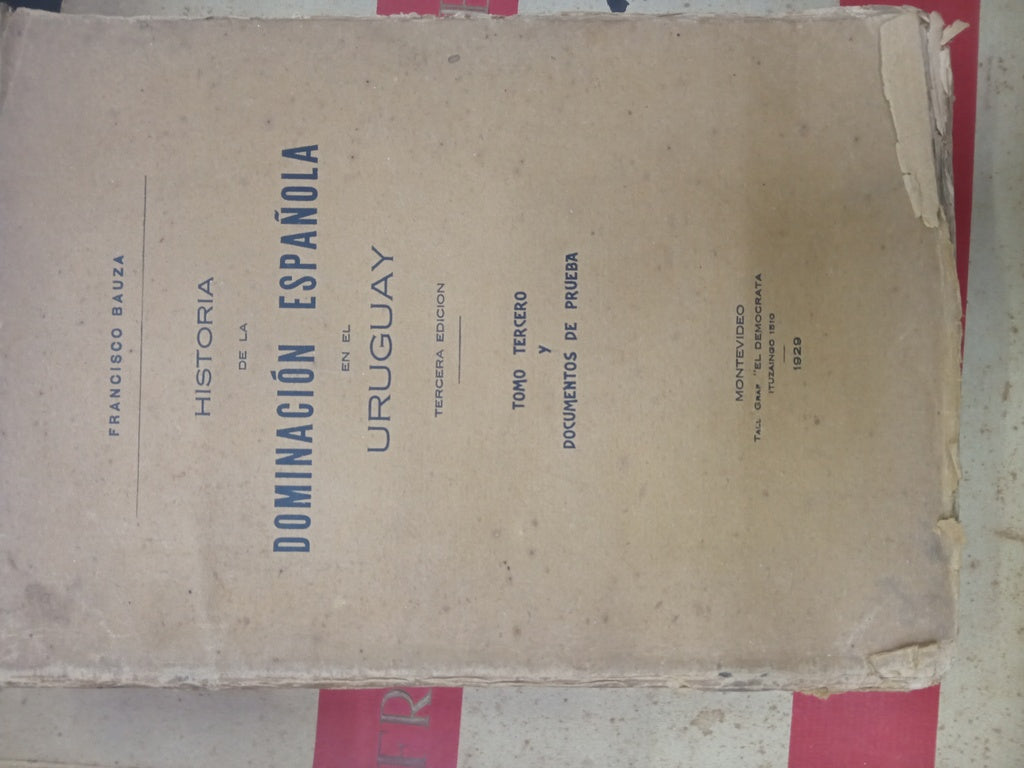 FRANCISCO BAUZA
HISTORIA
DE LA
DOMINACIÓN ESPAÑOLA
EN EL
URUGUAY
TERCERA EDICION
TOMO TERCERO
Y
DOCUMENTOS DE PRUEBA
MONTEVIDEO
TALL GRAF "EL DEMOCRATA
ITUZAINGO 1510
1929
FR